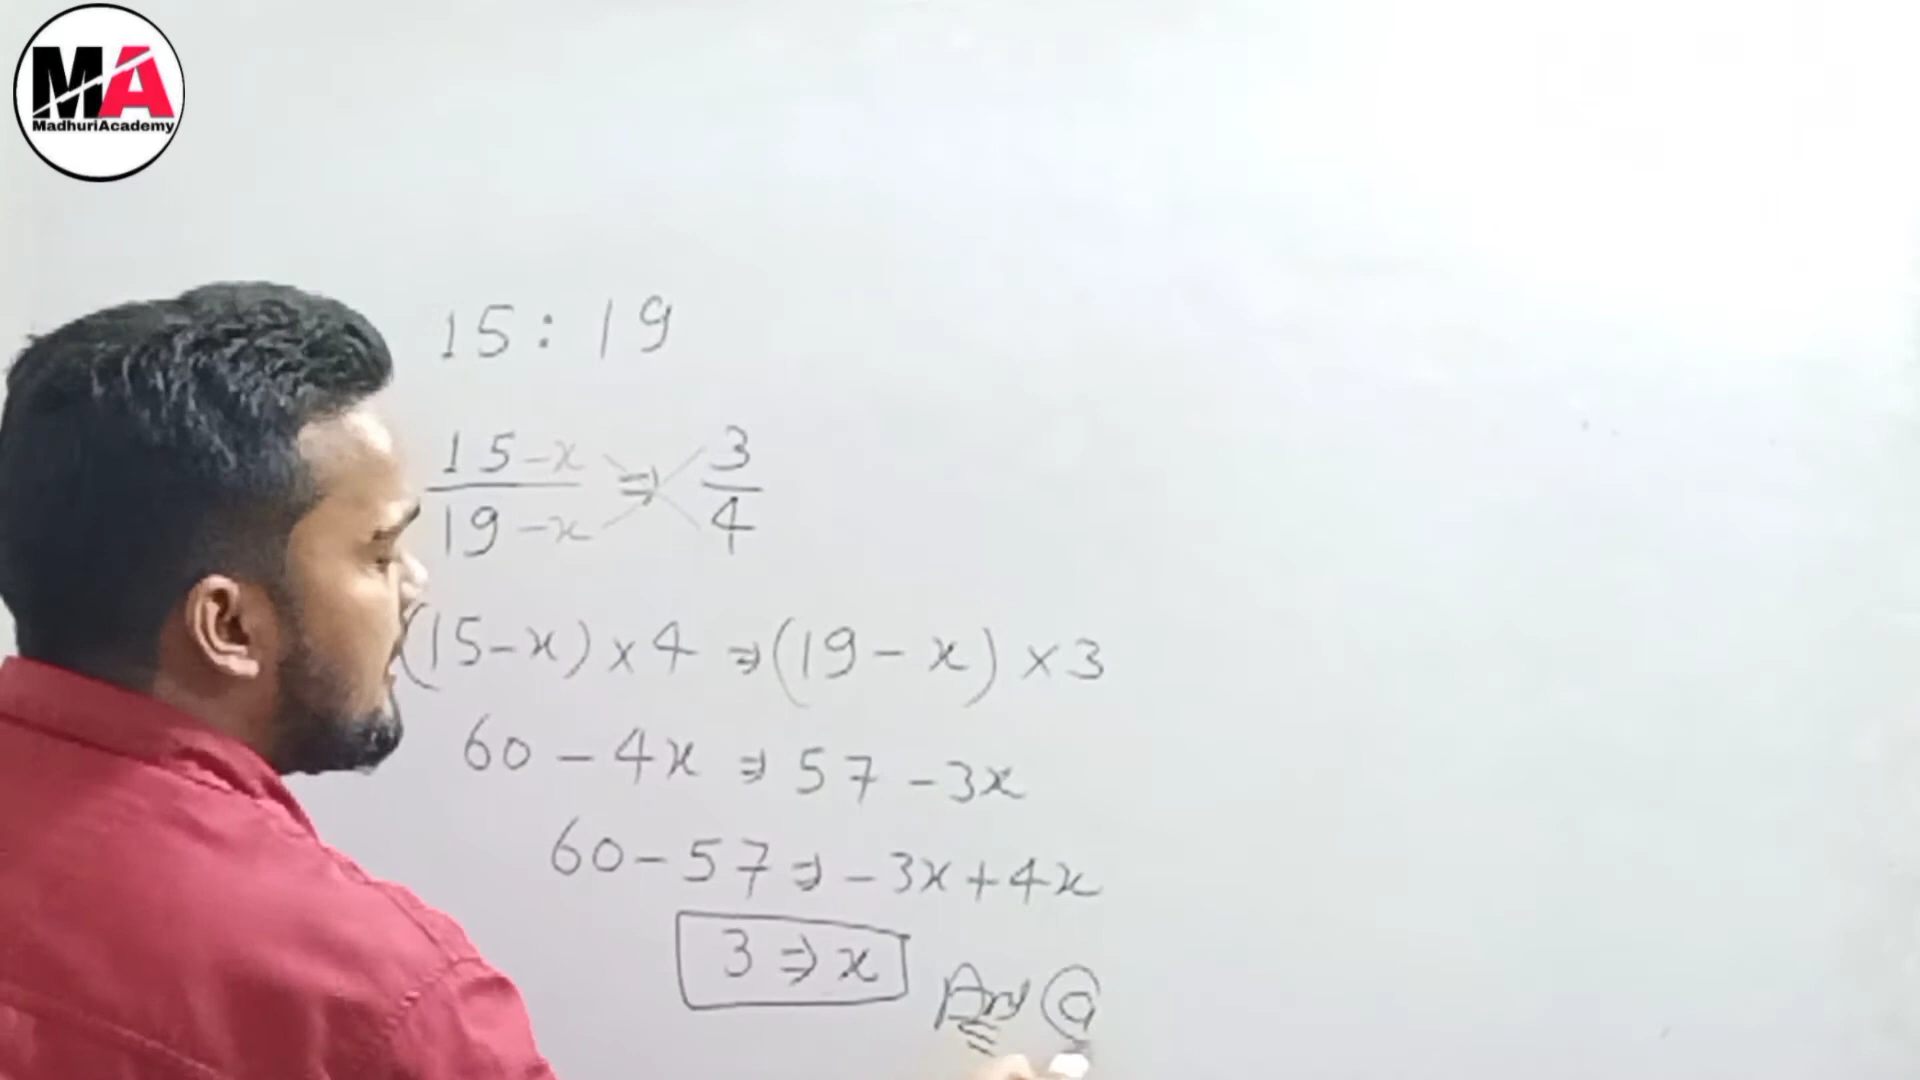 MA
MadhuriAcademy
15 : 19
15-x/19-x ⇒ 3/4
(15-x) x 4 ⇒ (19 - x) x 3
60 - 4x ⇒ 57 - 3x
60 - 57 ⇒ - 3x + 4x
3 ⇒ x
Ans a